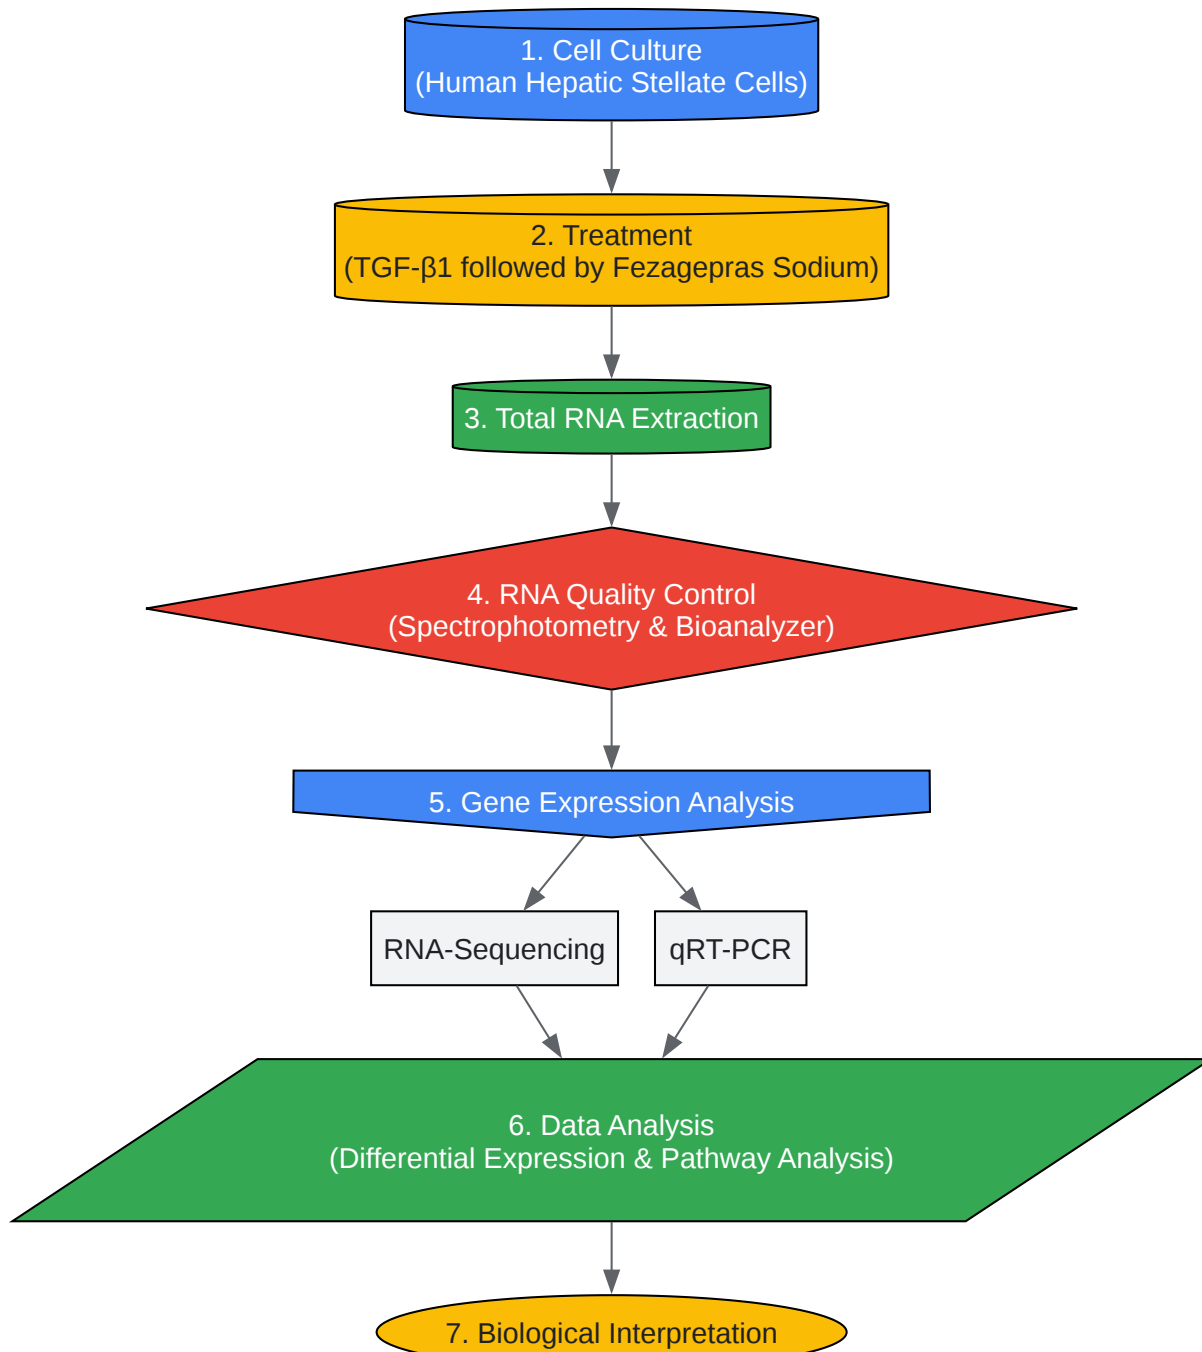 1. Cell Culture
(Human Hepatic Stellate Cells)
2. Treatment
(TGF-β1 followed by Fezagepras Sodium)
3. Total RNA Extraction
4. RNA Quality Control
(Spectrophotometry & Bioanalyzer)
5. Gene Expression Analysis
RNA-Sequencing
qRT-PCR
6. Data Analysis
(Differential Expression & Pathway Analysis)
7. Biological Interpretation